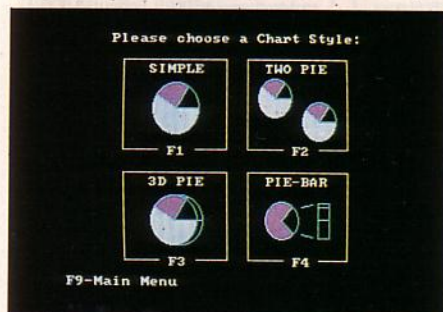 Please choose a Chart Style:
SIMPLE
TWO PIE
F1
F2
3D PIE
PIE-BAR
F3
F4
F9-Main Menu